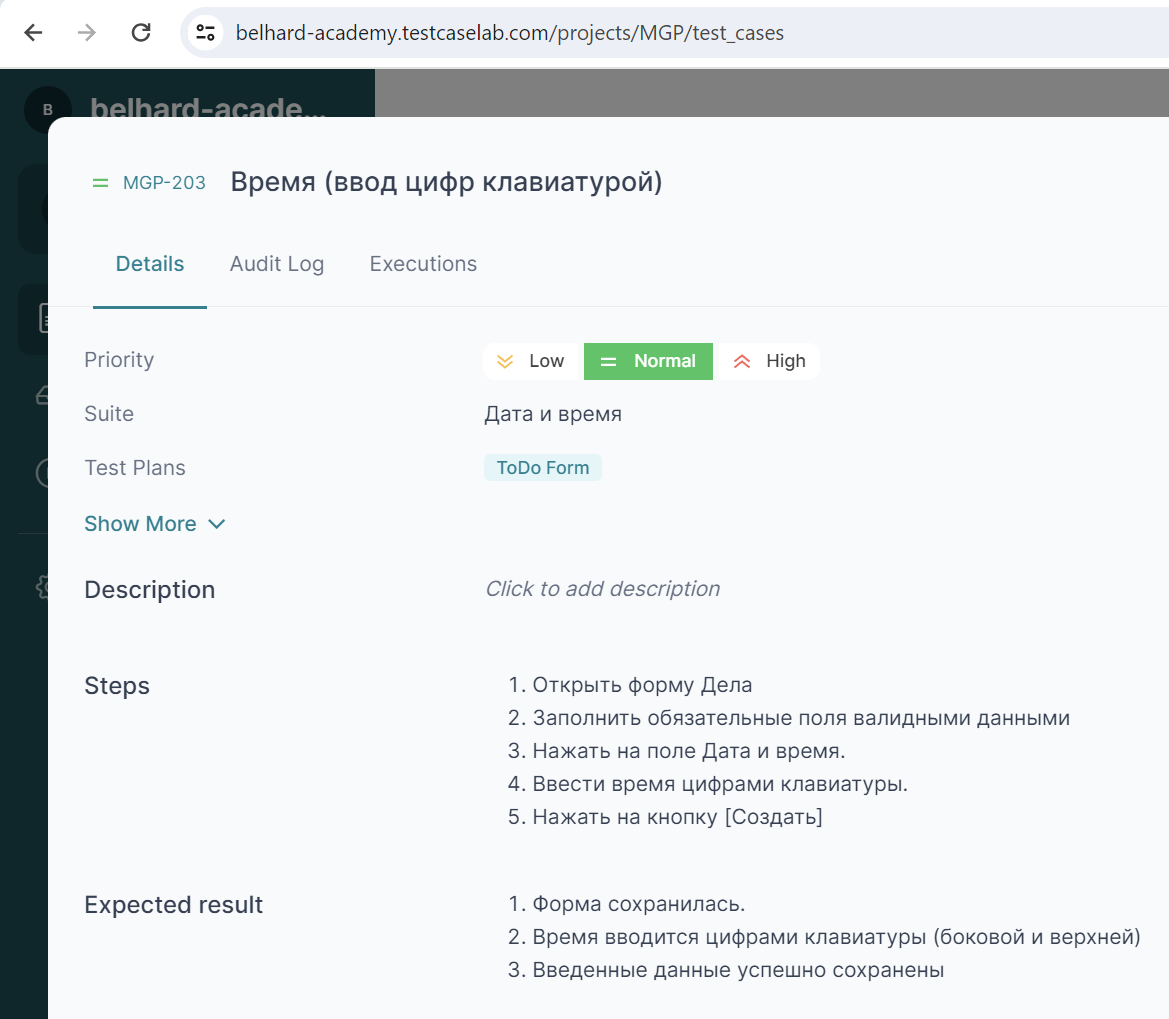 belhard-academy.testcaselab.com/projects/MGP/test_cases
B belhard-acade...
MGP-203 Время (ввод цифр клавиатурой)
Details Audit Log Executions
Priority Low Normal High
Suite Дата и время
Test Plans ToDo Form
Show More
Description Click to add description
Steps 1. Открыть форму Дела
2. Заполнить обязательные поля валидными данными
3. Нажать на поле Дата и время.
4. Ввести время цифрами клавиатуры.
5. Нажать на кнопку [Создать]
Expected result 1. Форма сохранилась.
2. Время вводится цифрами клавиатуры (боковой и верхней)
3. Введенные данные успешно сохранены